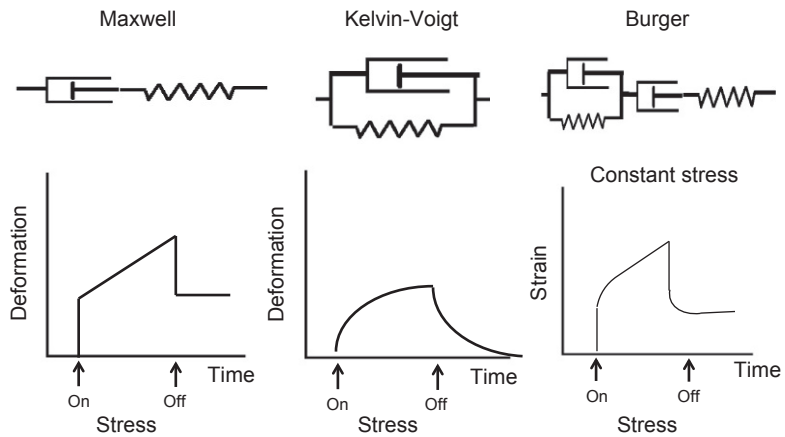 Maxwell
Kelvin-Voigt
Burger
Deformation
Time
On
Off
Stress
Deformation
Time
On
Off
Stress
Constant stress
Strain
Time
On
Off
Stress